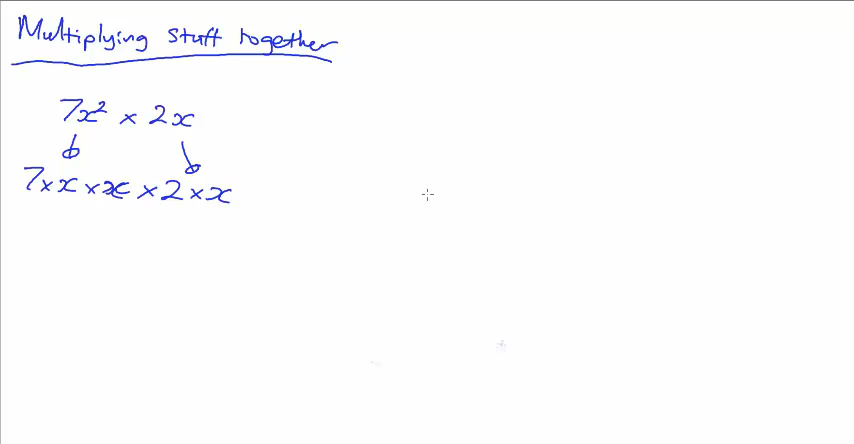 Multiplying stuff together
7x² × 2x
7 × x × x × 2 × x